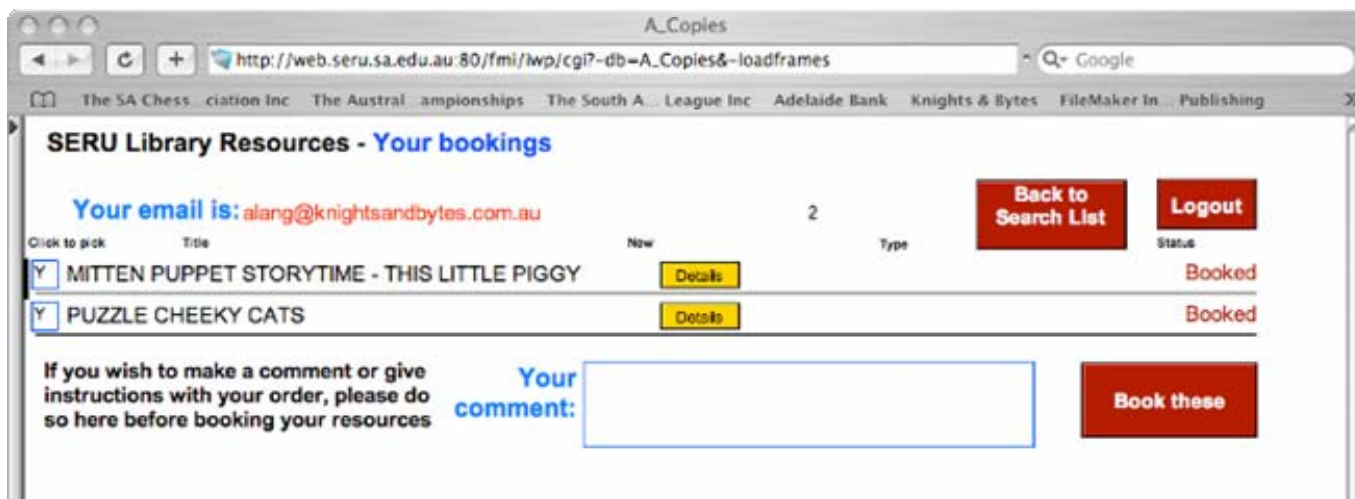 A_Copies
http://web.seru.sa.edu.au:80/fmi/iwp/cgi?-db=A_Copies&-loadframes
Google
The SA Chess...ciation Inc The Austral...ampionships The South A... League Inc Adelaide Bank Knights & Bytes FileMaker In... Publishing
SERU Library Resources - Your bookings
Your email is: alang@knightsandbytes.com.au 2
Back to
Search List
Logout
Click to pick Title New Type Status
Y MITTEN PUPPET STORYTIME - THIS LITTLE PIGGY Details Booked
Y PUZZLE CHEEKY CATS Details Booked
If you wish to make a comment or give
instructions with your order, please do
so here before booking your resources
Your
comment:
Book these